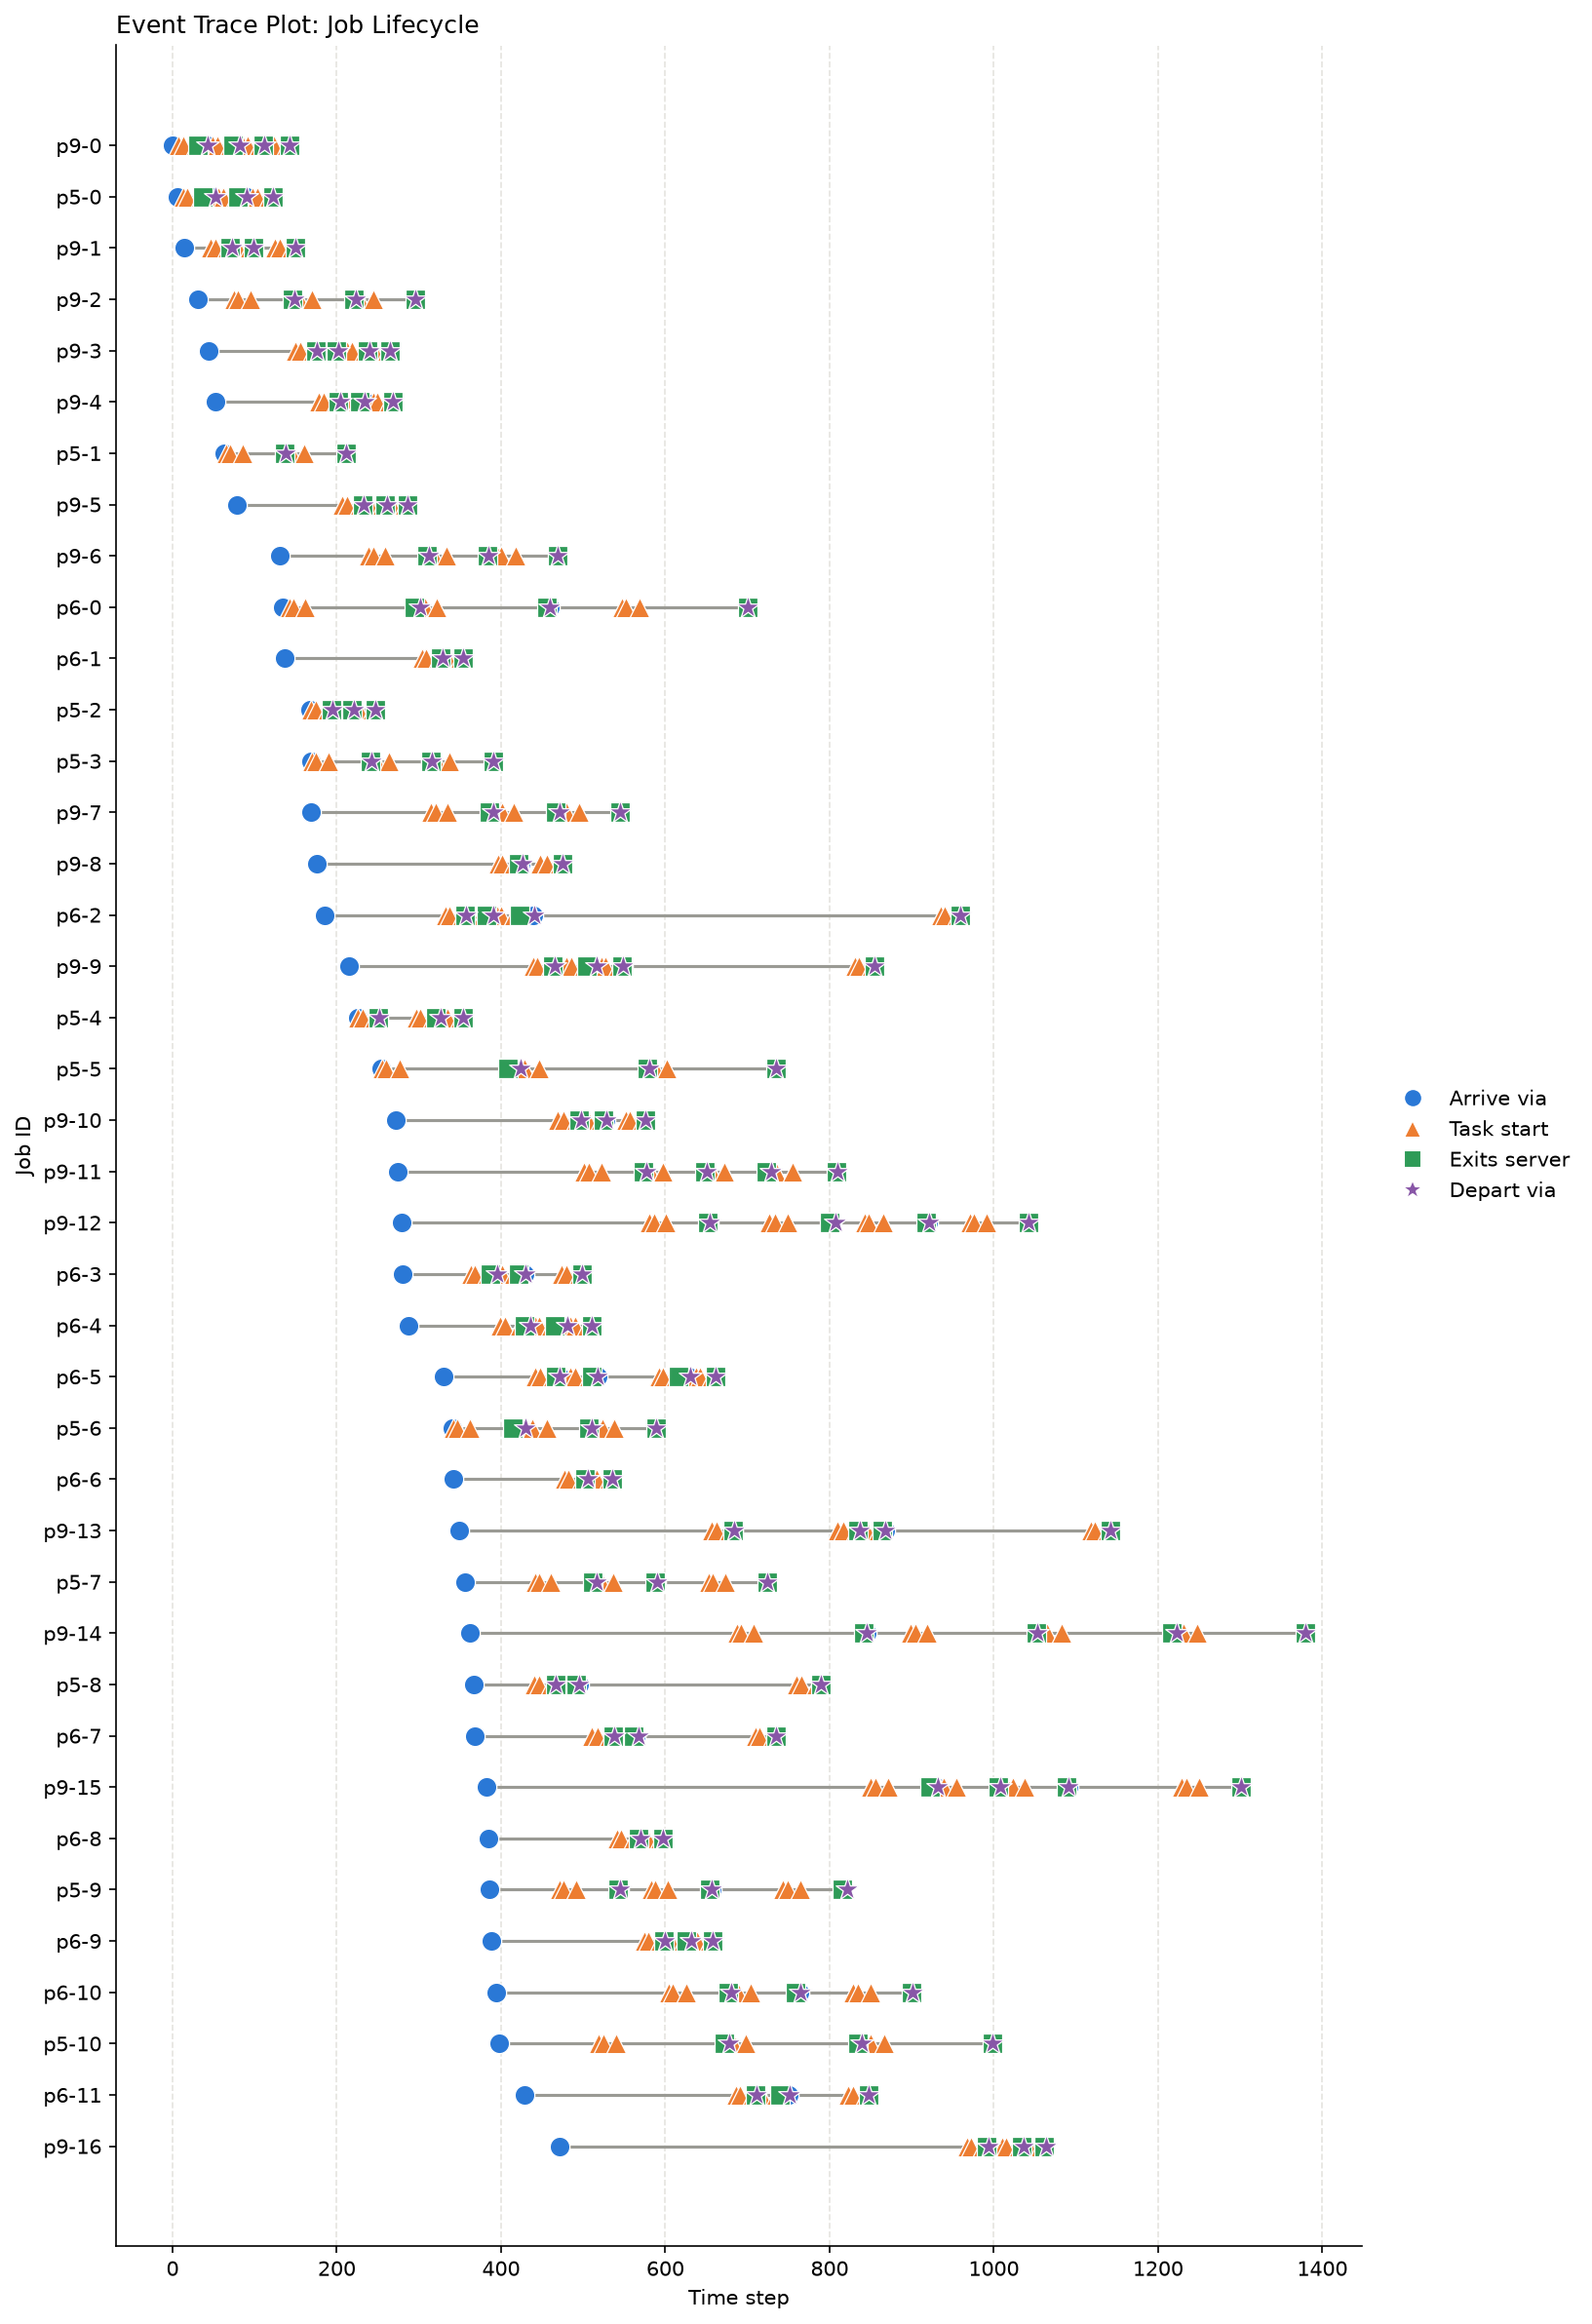 Event Trace Plot: Job Lifecycle
p9-0
p5-0
p9-1
p9-2
p9-3
p9-4
p5-1
p9-5
p9-6
p6-0
p6-1
p5-2
p5-3
p9-7
p9-8
p6-2
p9-9
p5-4
p5-5
p9-10
p9-11
p9-12
p6-3
p6-4
p6-5
p5-6
p6-6
p9-13
p5-7
p9-14
p5-8
p6-7
p9-15
p6-8
p5-9
p6-9
p6-10
p5-10
p6-11
p9-16
Job ID
0 200 400 600 800 1000 1200 1400
Time step
Arrive via
Task start
Exits server
Depart via